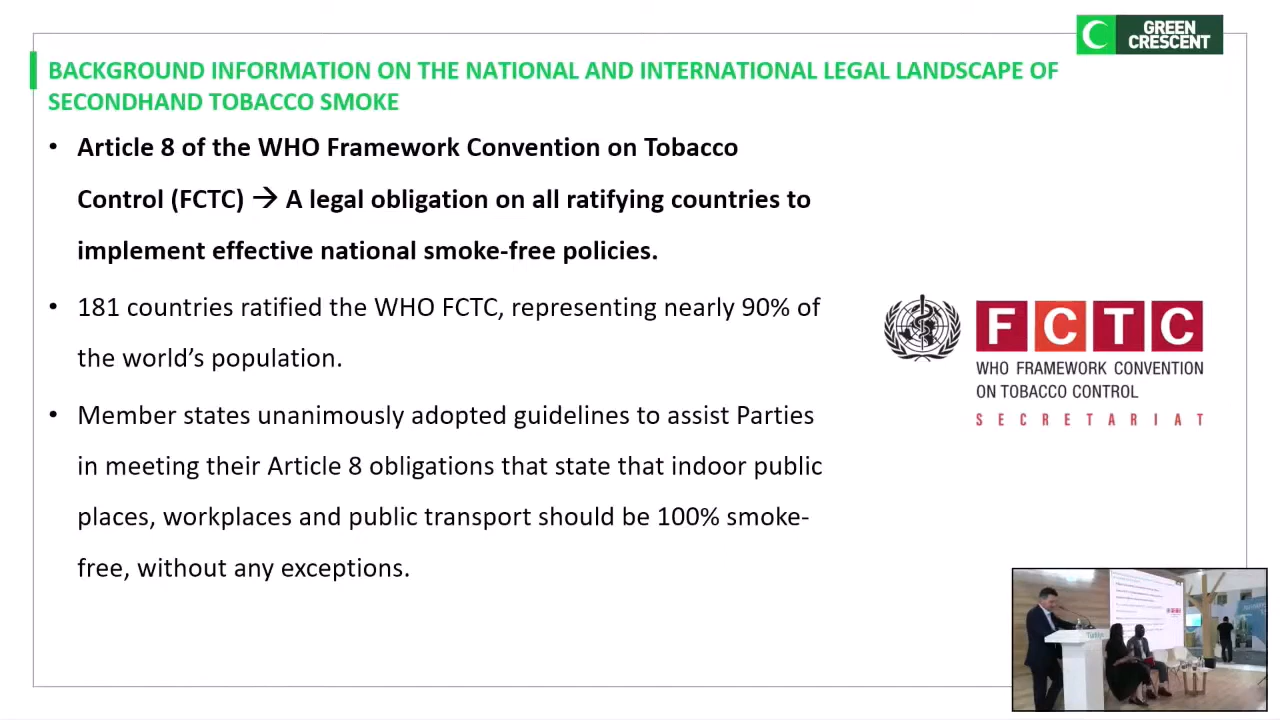 GREEN
CRESCENT
BACKGROUND INFORMATION ON THE NATIONAL AND INTERNATIONAL LEGAL LANDSCAPE OF
SECONDHAND TOBACCO SMOKE
• Article 8 of the WHO Framework Convention on Tobacco
Control (FCTC) → A legal obligation on all ratifying countries to
implement effective national smoke-free policies.
• 181 countries ratified the WHO FCTC, representing nearly 90% of
the world’s population.
• Member states unanimously adopted guidelines to assist Parties
in meeting their Article 8 obligations that state that indoor public
places, workplaces and public transport should be 100% smoke-
free, without any exceptions.
FCTC
WHO FRAMEWORK CONVENTION
ON TOBACCO CONTROL
SECRETARIAT
Türkiye